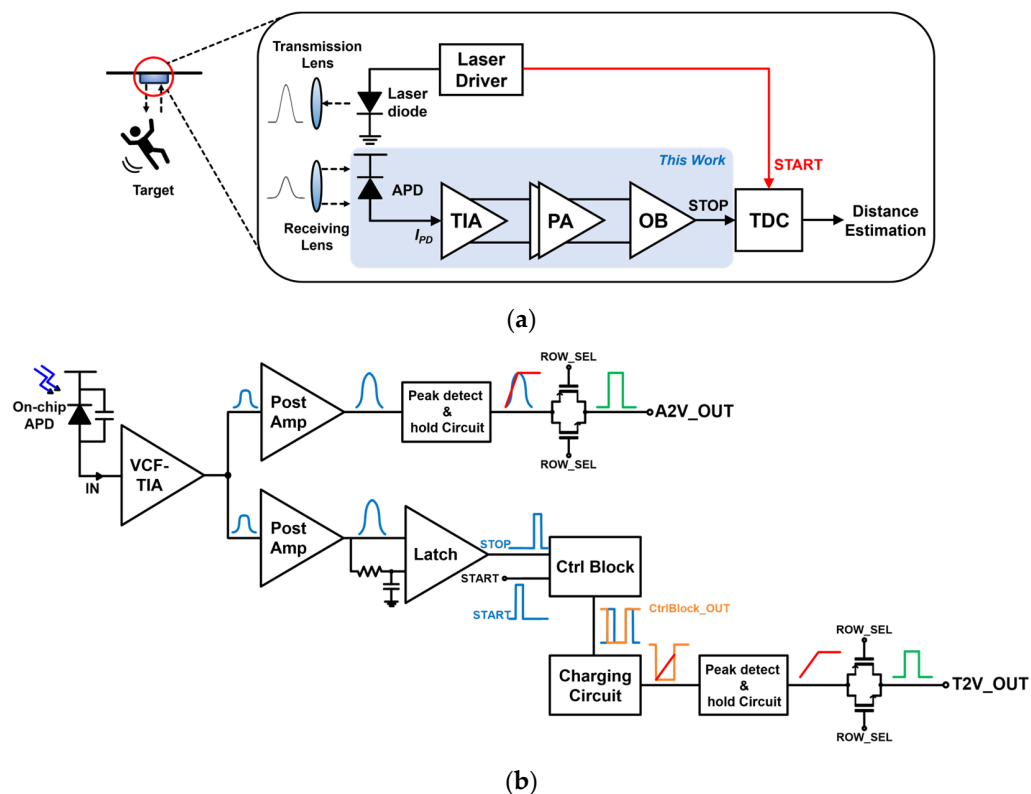 Transmission
Lens
Laser
Driver
Laser
diode
This Work
START
Target
APD
TIA
PA
OB
STOP
TDC
Distance
Estimation
Receiving
Lens
I_PD
(a)
ROW_SEL
On-chip
APD
Post
Amp
Peak detect
&
hold Circuit
A2V_OUT
VCF-
TIA
IN
ROW_SEL
Post
Amp
Latch
STOP
Ctrl Block
START
START
CtrlBlock_OUT
ROW_SEL
Charging
Circuit
Peak detect
&
hold Circuit
T2V_OUT
ROW_SEL
(b)